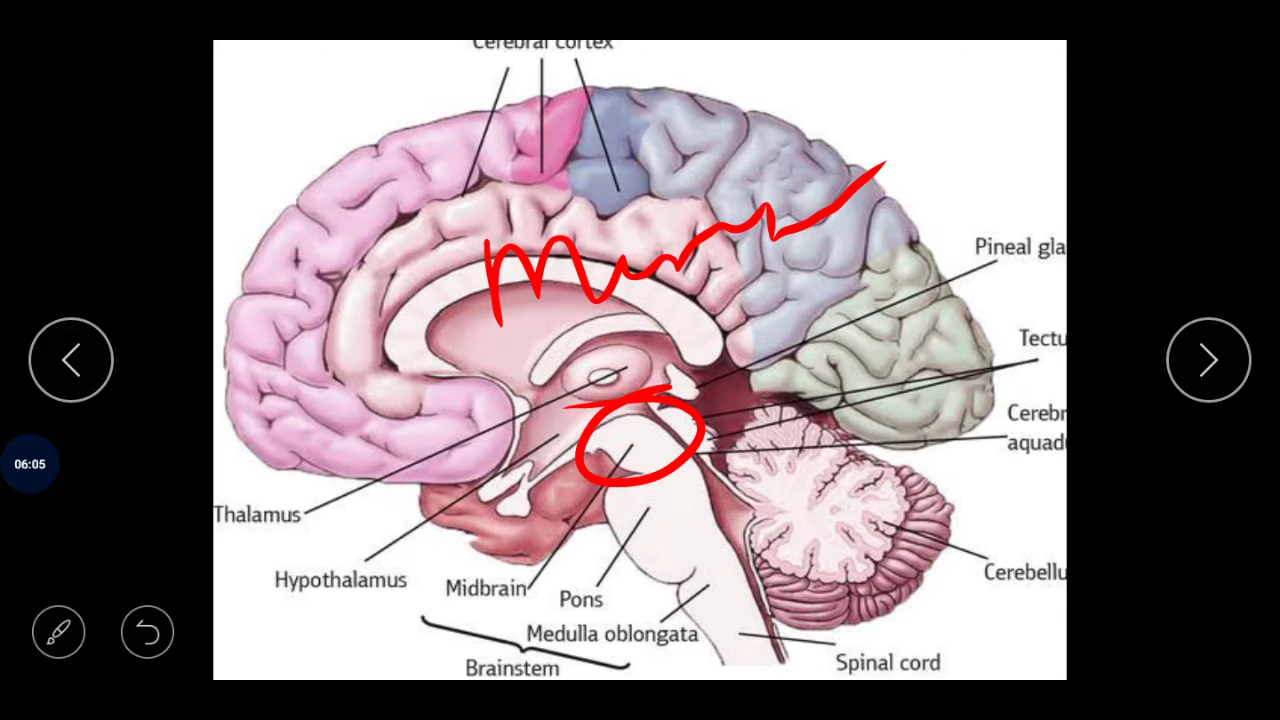 Cerebral cortex
Pineal gla
Tectu
Cerebr
aquadu
Thalamus
Cerebellu
Hypothalamus
Midbrain
Pons
Medulla oblongata
Spinal cord
Brainstem
06:05